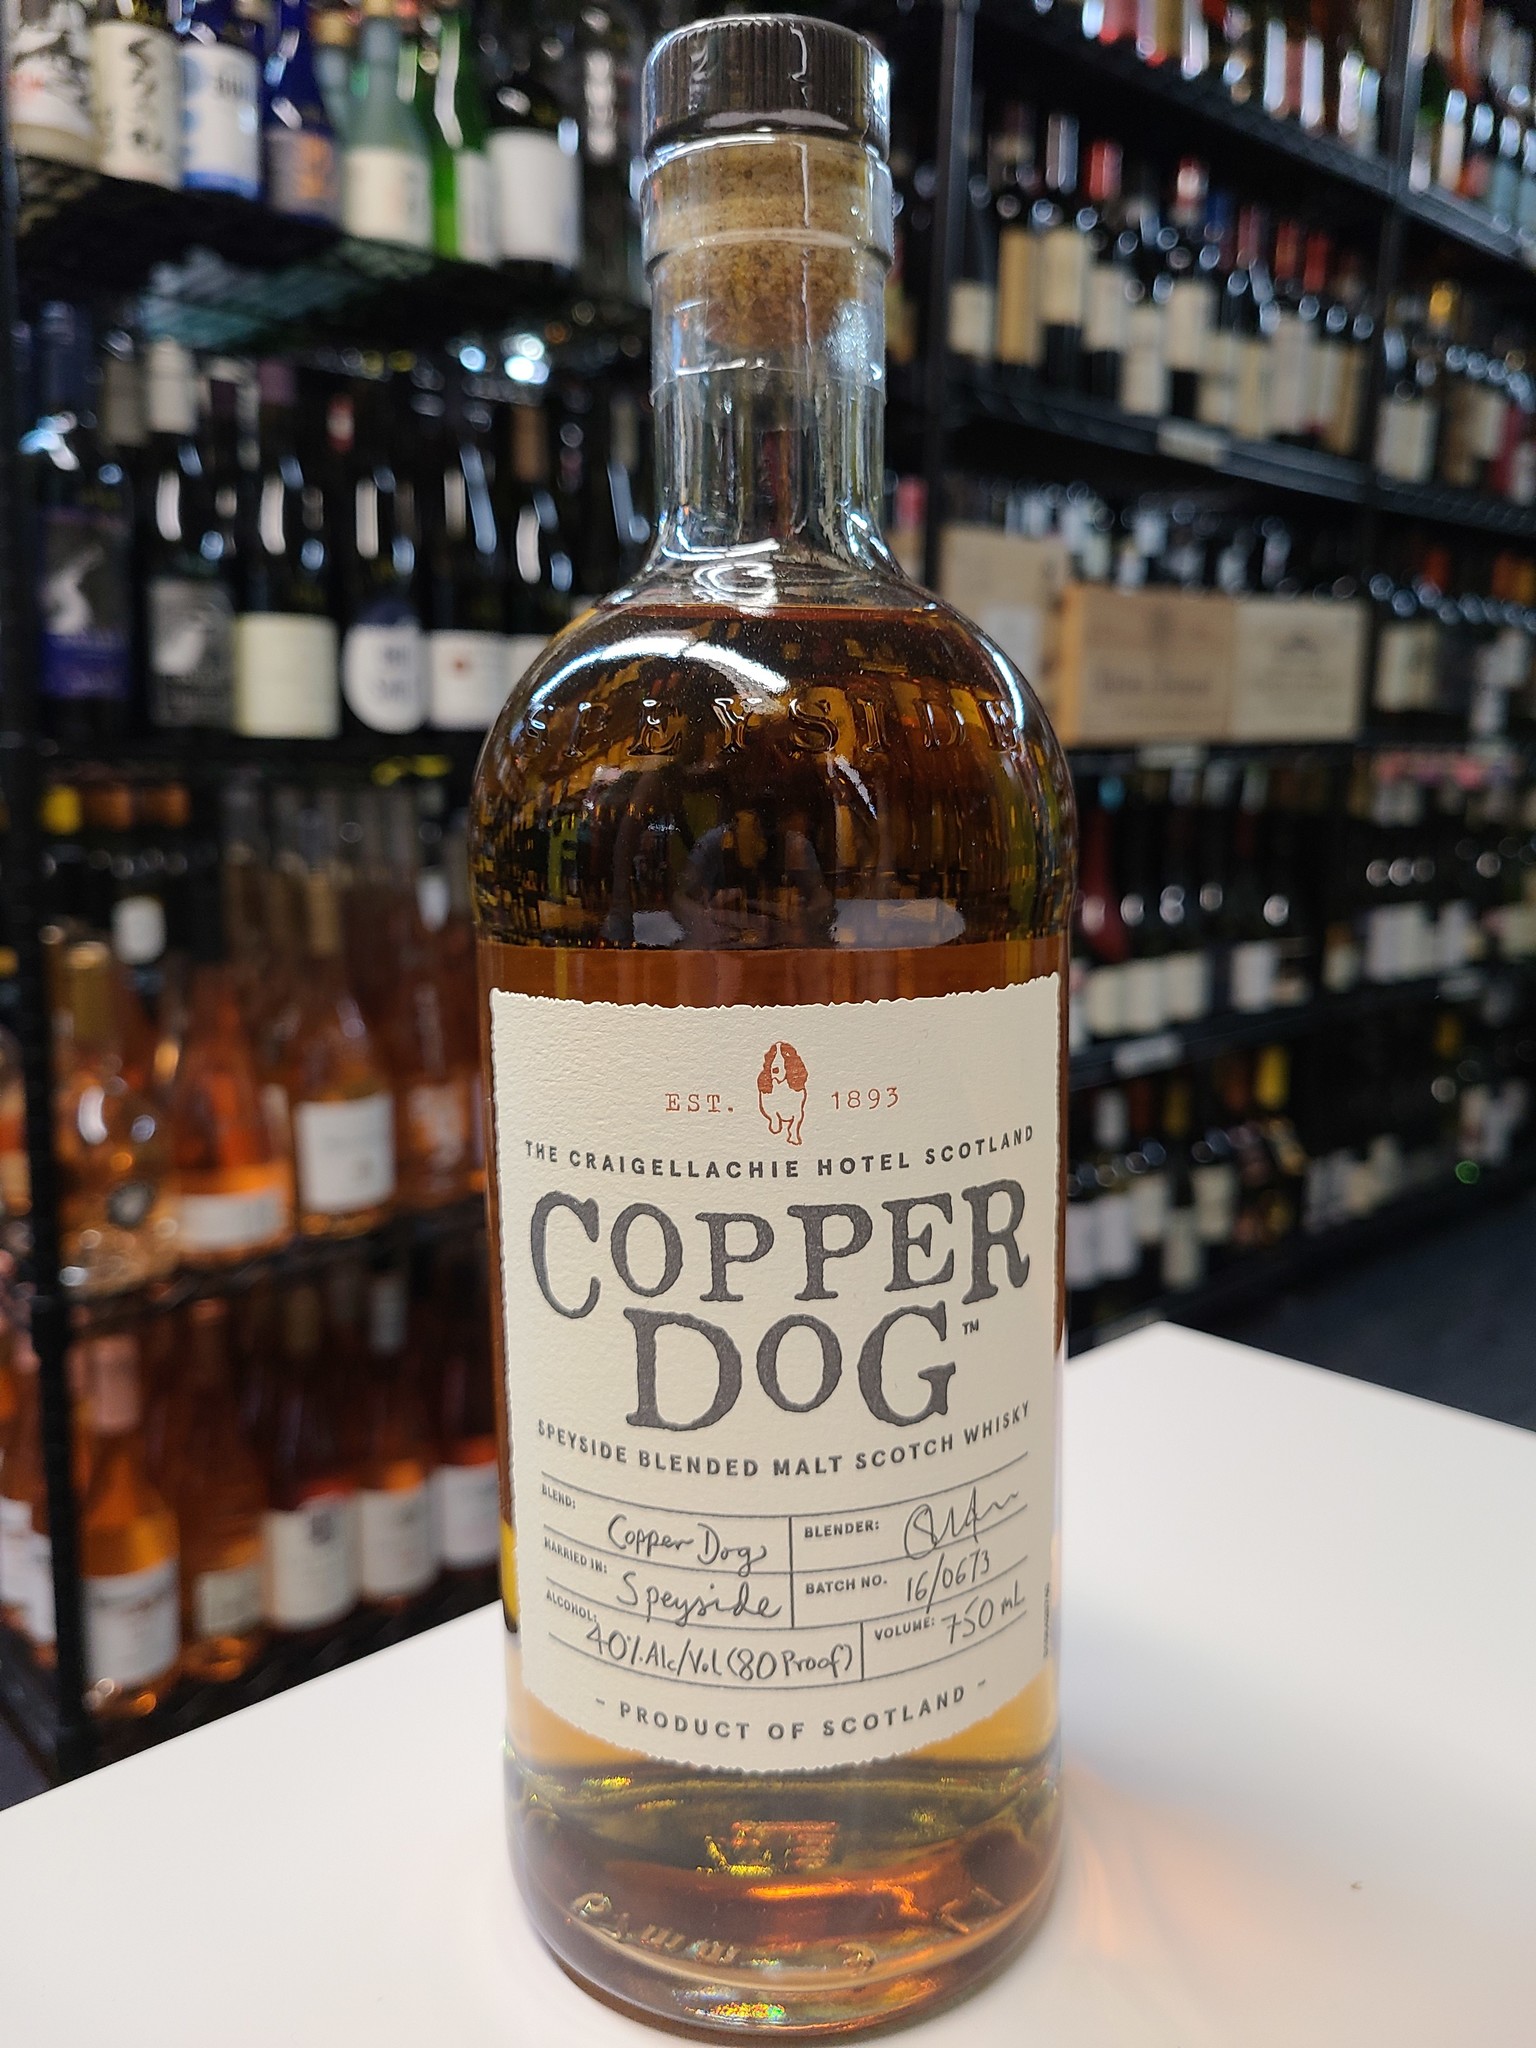 SPEYSIDE
EST. 1893
THE CRAIGELLACHIE HOTEL SCOTLAND
COPPER
DOG™
SPEYSIDE BLENDED MALT SCOTCH WHISKY
BLEND: Copper Dog
BLENDER:
MARRIED IN: Speyside
BATCH NO. 16/0673
ALCOHOL: 40% Alc/Vol (80 Proof)
VOLUME: 750 mL
- PRODUCT OF SCOTLAND -